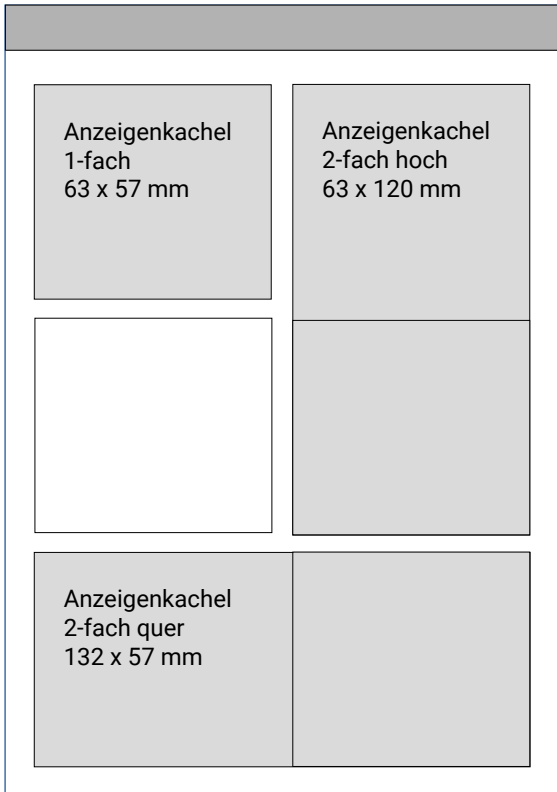 Anzeigenkachel
1-fach
63 x 57 mm
Anzeigenkachel
2-fach hoch
63 x 120 mm
Anzeigenkachel
2-fach quer
132 x 57 mm